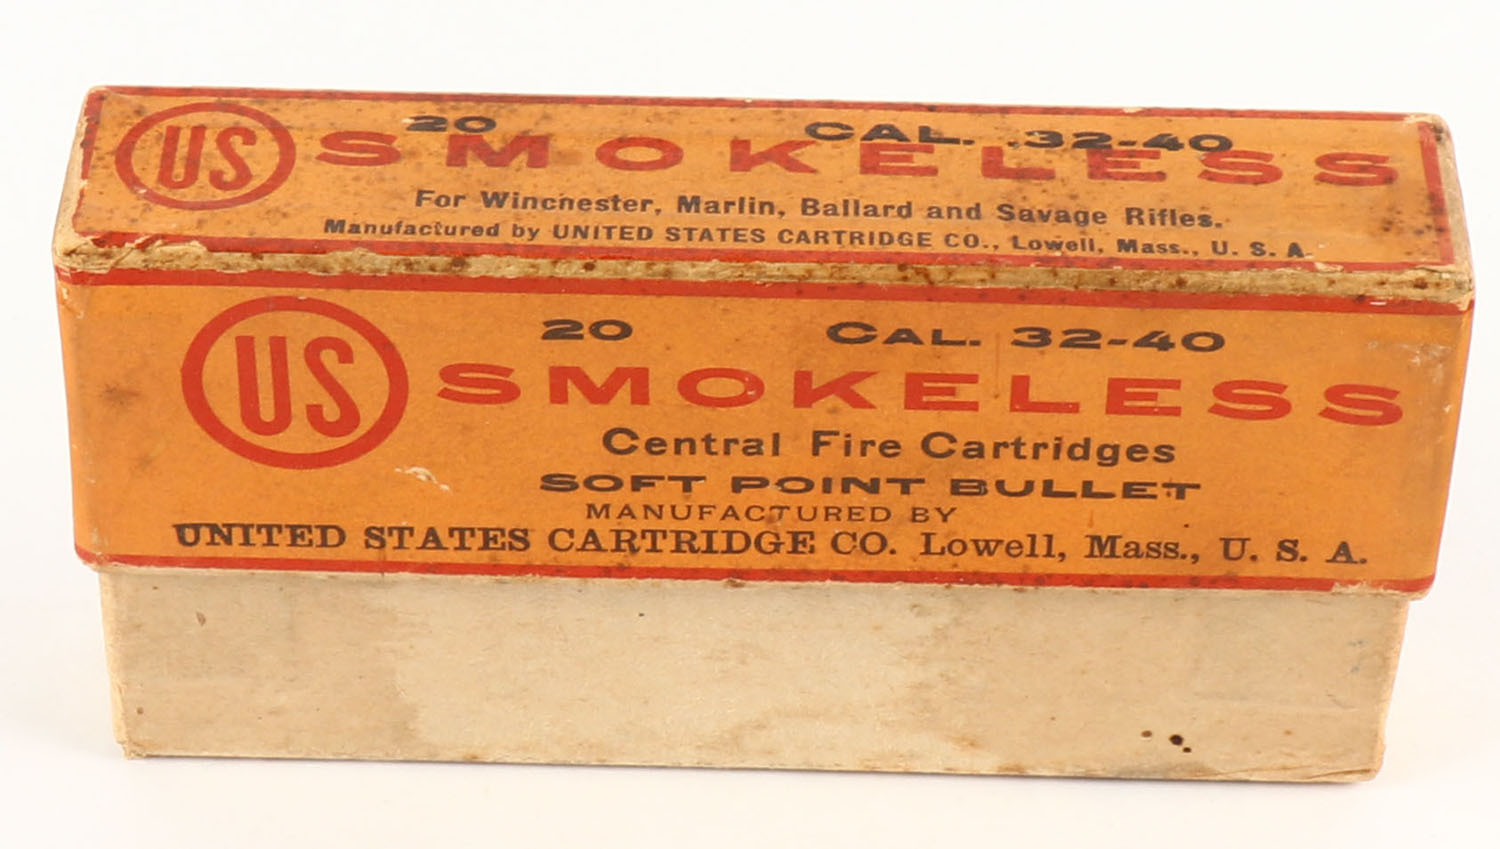 US
20 CAL. .32-40
SMOKELESS
For Winchester, Marlin, Ballard and Savage Rifles.
Manufactured by UNITED STATES CARTRIDGE CO., Lowell, Mass., U. S. A.
US
20 CAL. 32-40
SMOKELESS
Central Fire Cartridges
SOFT POINT BULLET
MANUFACTURED BY
UNITED STATES CARTRIDGE CO. Lowell, Mass., U. S. A.